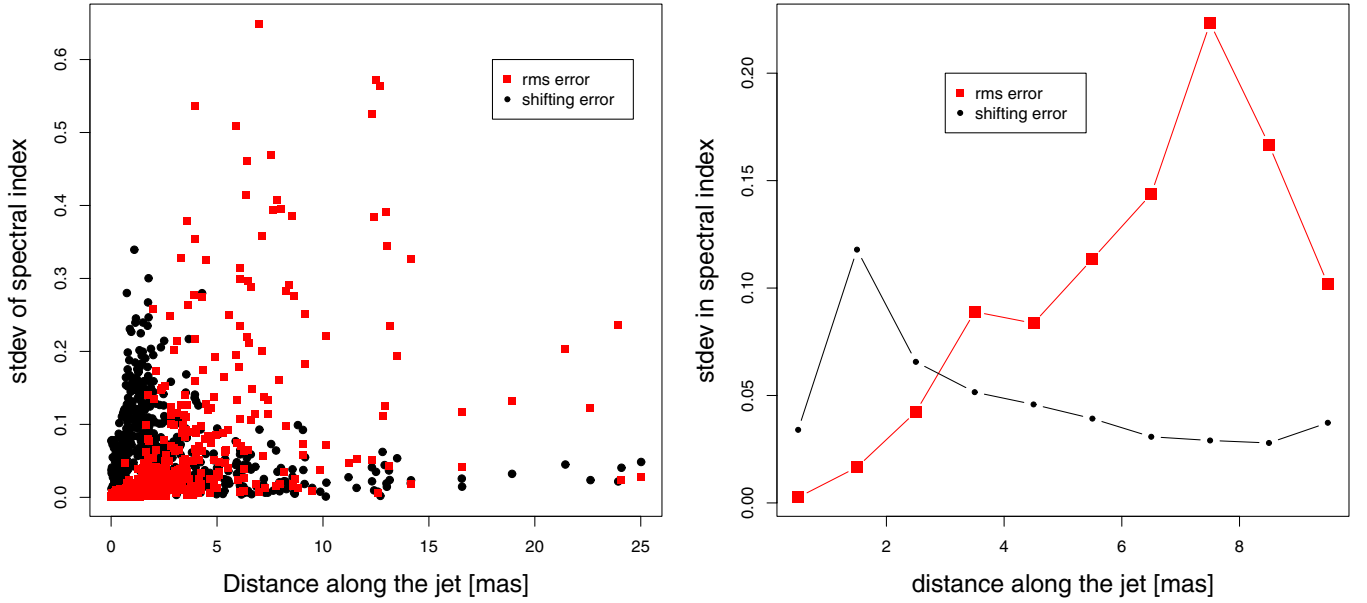 stdev of spectral index
0.0 0.1 0.2 0.3 0.4 0.5 0.6
rms error
shifting error
0 5 10 15 20 25
Distance along the jet [mas]
stdev in spectral index
0.00 0.05 0.10 0.15 0.20
rms error
shifting error
2 4 6 8
distance along the jet [mas]